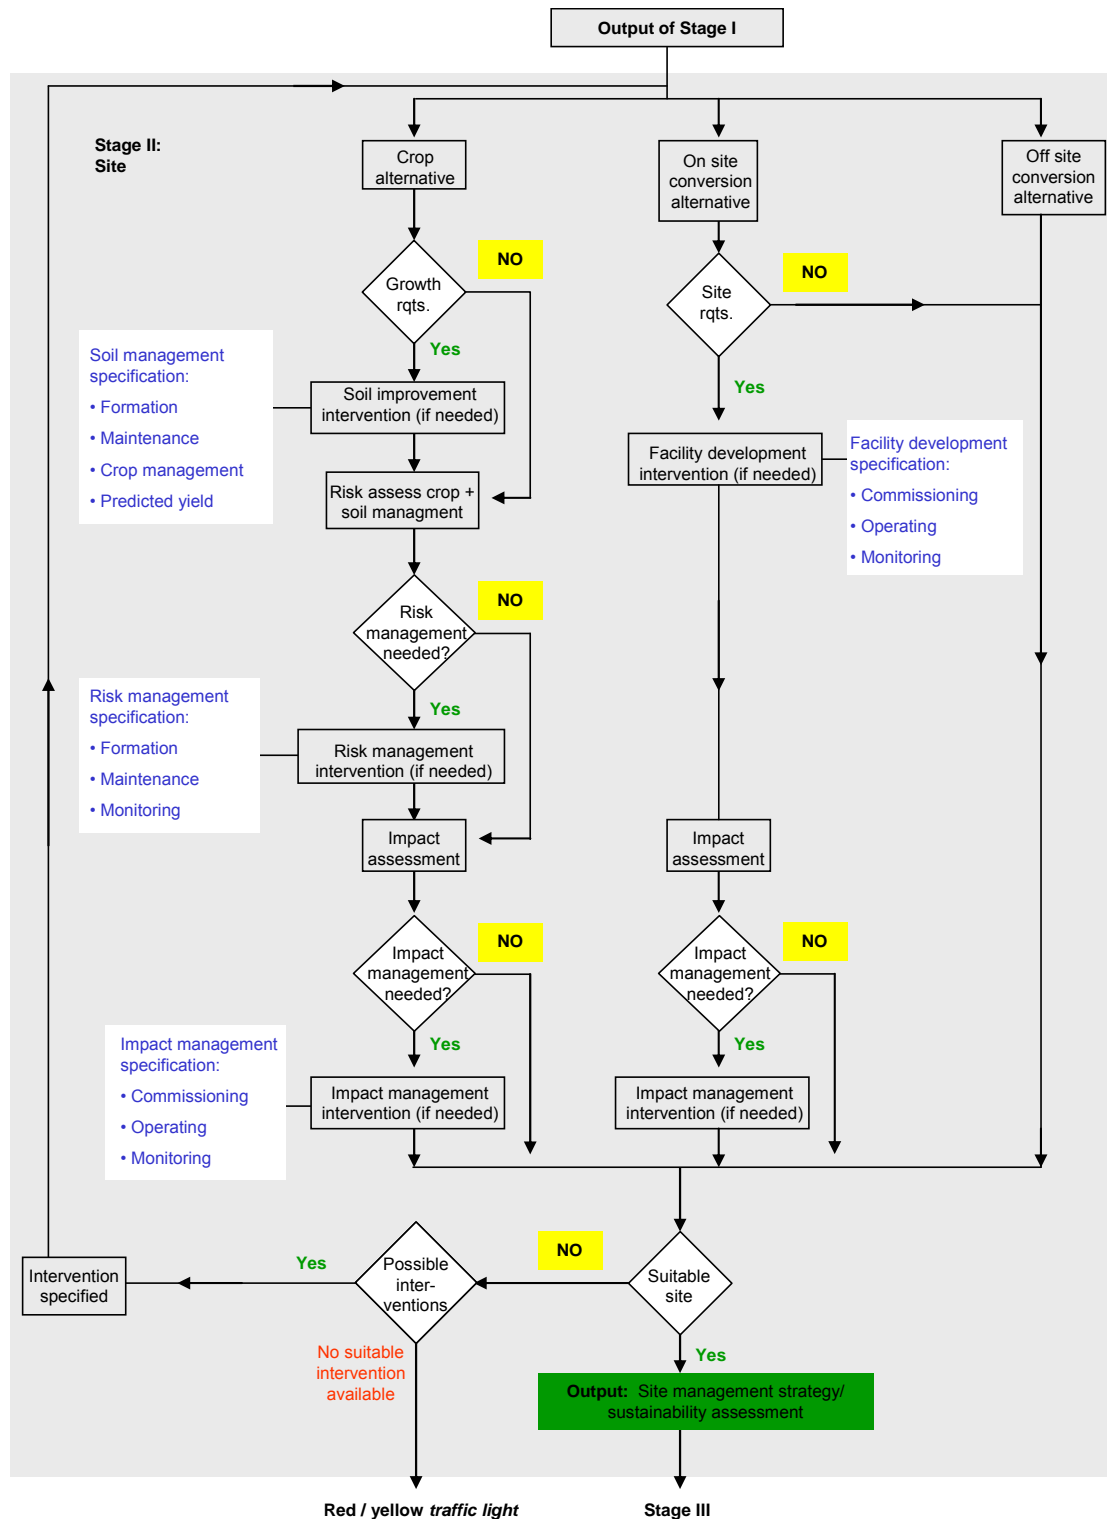 Output of Stage I
Stage II:
Site
Crop
alternative
On site
conversion
alternative
Off site
conversion
alternative
NO
Growth
rqts.
NO
Site
rqts.
Yes
Yes
Soil management
specification:
• Formation
• Maintenance
• Crop management
• Predicted yield
Soil improvement
intervention (if needed)
Facility development
intervention (if needed)
Facility development
specification:
• Commissioning
• Operating
• Monitoring
Risk assess crop +
soil managment
NO
Risk
management
needed?
Yes
Risk management
specification:
• Formation
• Maintenance
• Monitoring
Risk management
intervention (if needed)
Impact
assessment
Impact
assessment
NO
Impact
management
needed?
NO
Impact
management
needed?
Yes
Yes
Impact management
specification:
• Commissioning
• Operating
• Monitoring
Impact management
intervention (if needed)
Impact management
intervention (if needed)
Intervention
specified
Yes
Possible
inter-
ventions
NO
Suitable
site
No suitable
intervention
available
Yes
Output: Site management strategy/
sustainability assessment
Red / yellow traffic light
Stage III